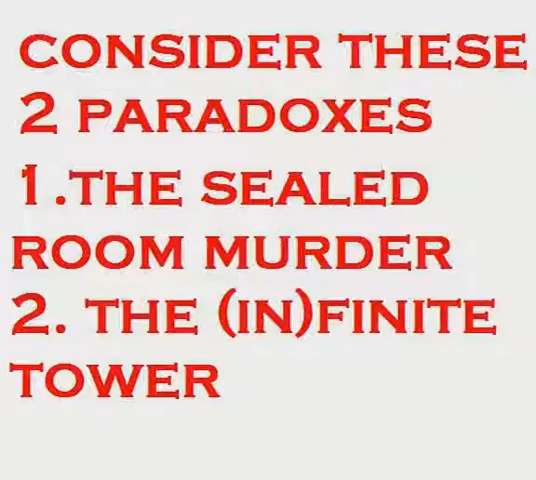 CONSIDER THESE
2 PARADOXES
1.THE SEALED
ROOM MURDER
2. THE (IN)FINITE
TOWER